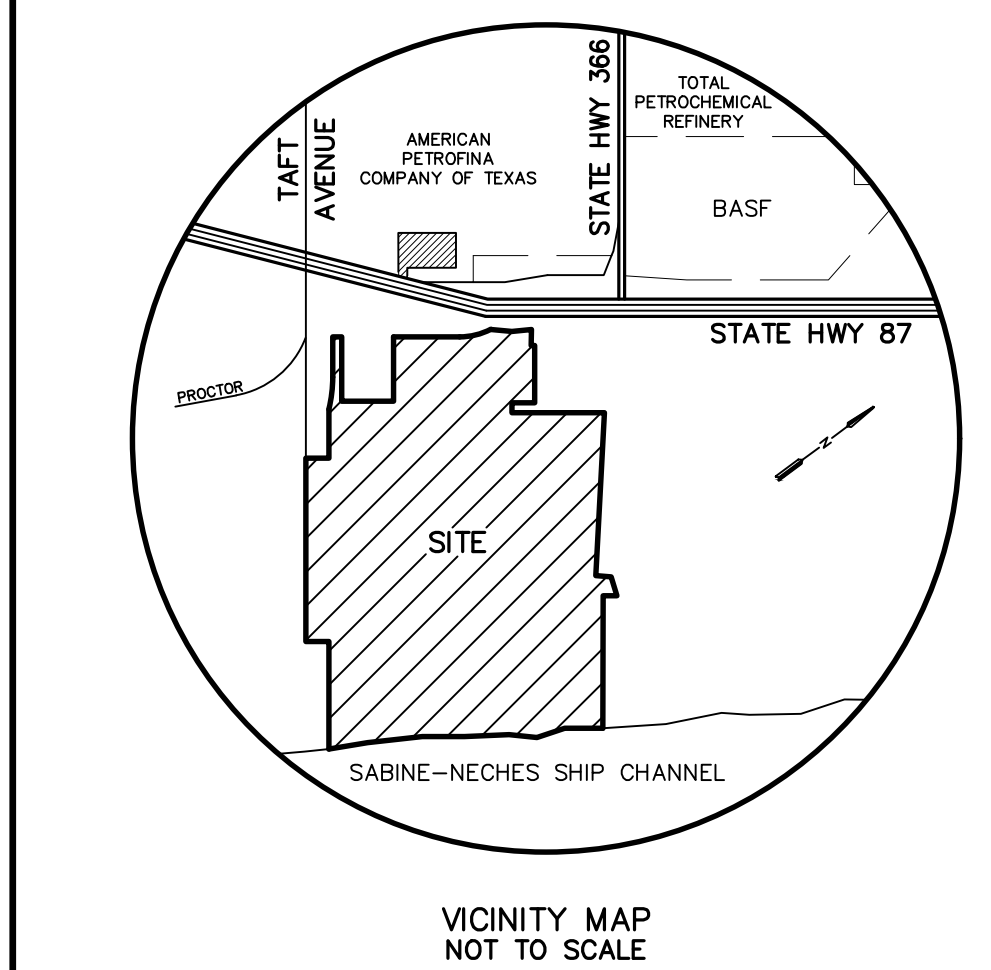 STATE HWY 366
TOTAL
PETROCHEMICAL
REFINERY
TAFT
AVENUE
AMERICAN
PETROFINA
COMPANY OF TEXAS
BASF
STATE HWY 87
PROCTOR
N
SITE
SABINE-NECHES SHIP CHANNEL
VICINITY MAP
NOT TO SCALE